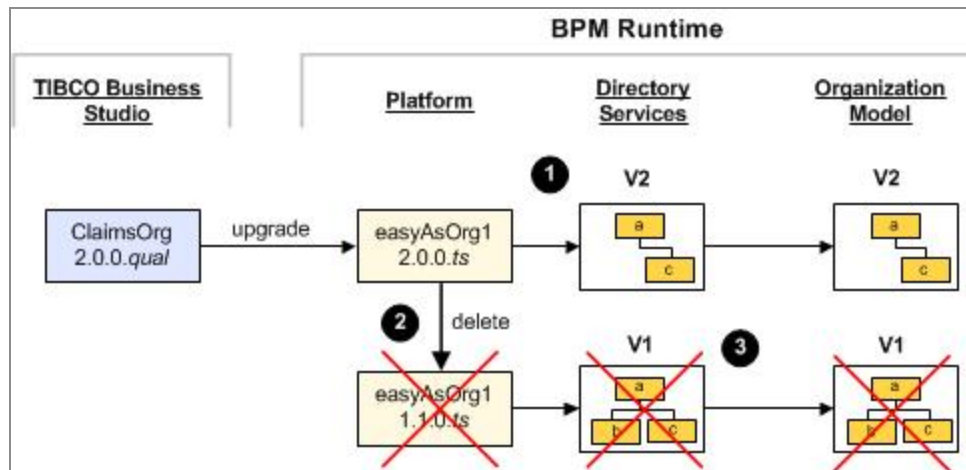 BPM Runtime
TIBCO Business
Studio
Platform
Directory
Services
Organization
Model
1
V2
V2
ClaimsOrg
2.0.0.qual
upgrade
easyAsOrg1
2.0.0.ts
a
c
a
c
2
delete
V1
3
V1
easyAsOrg1
1.1.0.ts
a
b
c
a
b
c